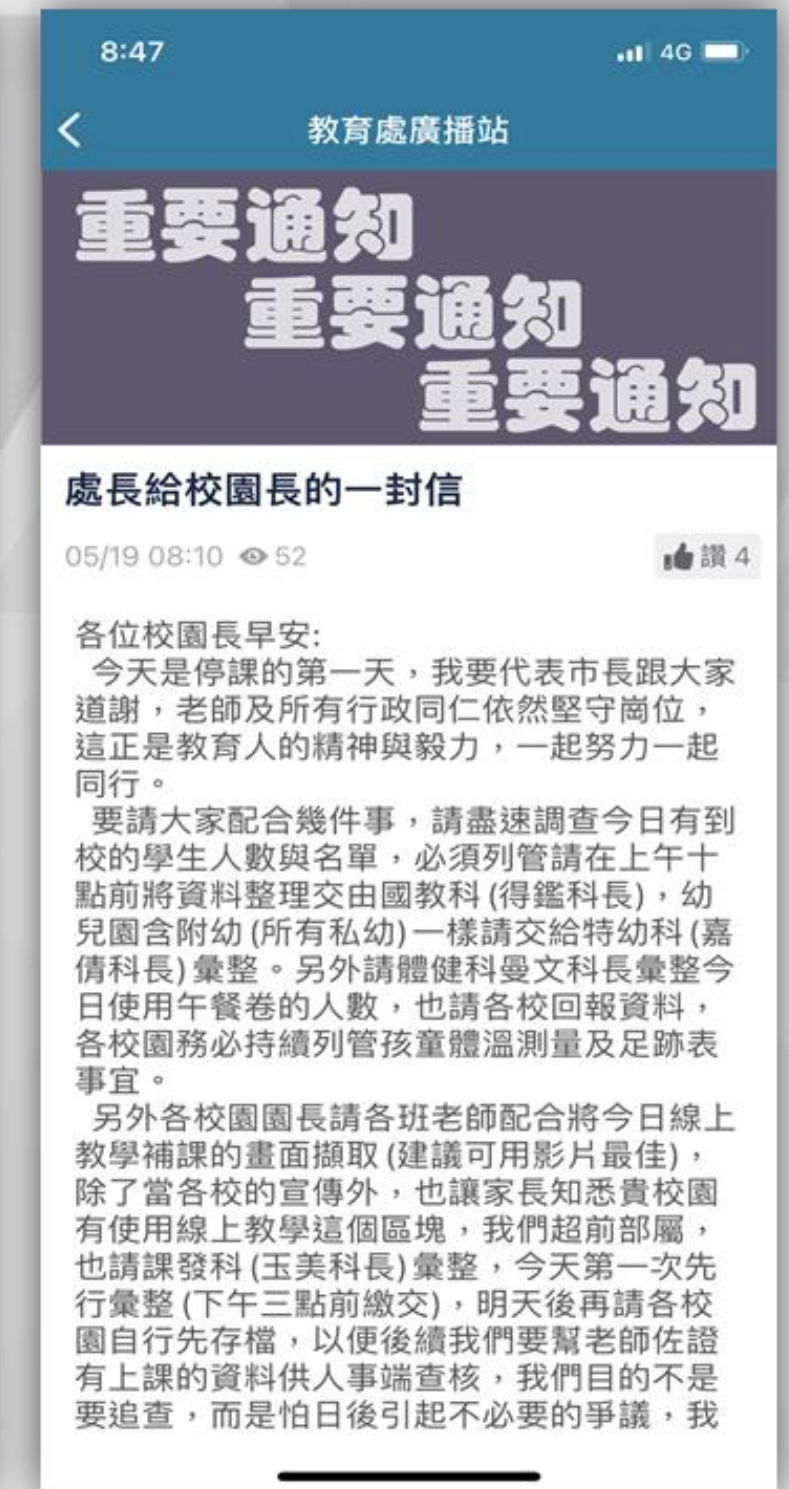 8:47
4G
教育處廣播站
重要通知
重要通知
重要通知
處長給校園長的一封信
05/19 08:10 52
讚 4
各位校園長早安:
今天是停課的第一天，我要代表市長跟大家
道謝，老師及所有行政同仁依然堅守崗位，
這正是教育人的精神與毅力，一起努力一起
同行。
要請大家配合幾件事，請盡速調查今日有到
校的學生人數與名單，必須列管請在上午十
點前將資料整理交由國教科(得鑑科長)，幼
兒園含附幼(所有私幼)一樣請交給特幼科(嘉
倩科長)彙整。另外請體健科曼文科長彙整今
日使用午餐卷的人數，也請各校回報資料，
各校園務必持續列管孩童體溫測量及足跡表
事宜。
另外各校園園長請各班老師配合將今日線上
教學補課的畫面擷取(建議可用影片最佳)，
除了當各校的宣傳外，也讓家長知悉貴校園
有使用線上教學這個區塊，我們超前部屬，
也請課發科(玉美科長)彙整，今天第一次先
行彙整(下午三點前繳交)，明天後再請各校
園自行先存檔，以便後續我們要幫老師佐證
有上課的資料供人事端查核，我們目的不是
要追查，而是怕日後引起不必要的爭議，我